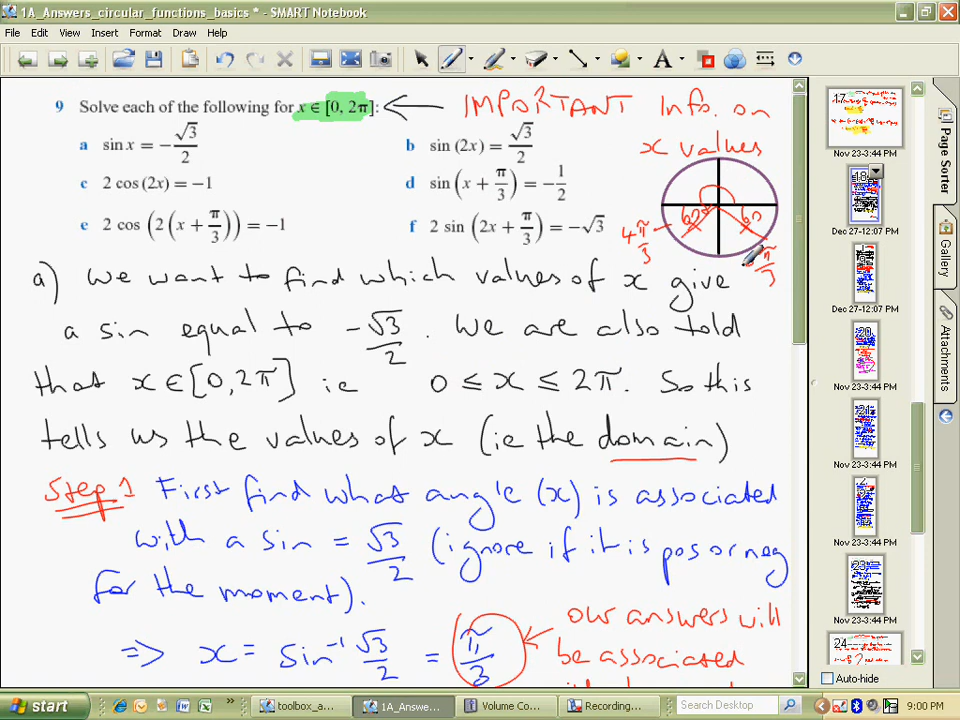 1A_Answers_circular_functions_basics * - SMART Notebook
File Edit View Insert Format Draw Help
9 Solve each of the following for x ∈ [0, 2π]:
IMPORTANT Info. on
x values
a sin x = −√3/2
b sin (2x) = √3/2
c 2 cos (2x) = −1
d sin (x + π/3) = −1/2
e 2 cos (2(x + π/3)) = −1
f 2 sin (2x + π/3) = −√3
60 60
4π/3
π/3
a) We want to find which values of x give
a sin equal to -√3/2. We are also told
that x∈[0,2π] ie 0 ≤ x ≤ 2π. So this
tells us the values of x (ie the domain)
Step 1 First find what angle (x) is associated
with a sin = √3/2 (ignore if it is pos or neg
for the moment).
our answers will
⇒ x = sin⁻¹ √3/2 = π/3
be associated
Page Sorter
Gallery
Attachments
17
Nov 23-3:44 PM
18
Dec 27-12:07 PM
Dec 27-12:07 PM
20
Nov 23-3:44 PM
21
Nov 23-3:44 PM
Nov 23-3:44 PM
23
Nov 23-3:44 PM
24
Auto-hide
start
toolbox_a...
1A_Answe...
Volume Co...
Recording...
Search Desktop
9:00 PM